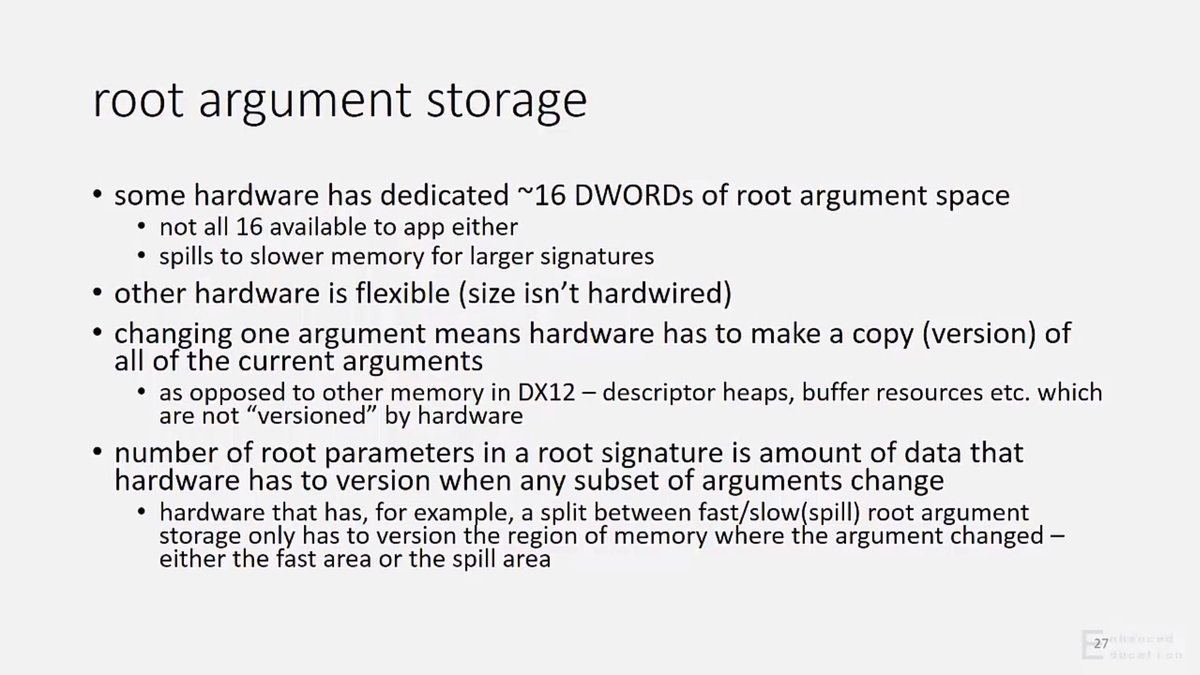 root argument storage
• some hardware has dedicated ~16 DWORDs of root argument space
• not all 16 available to app either
• spills to slower memory for larger signatures
• other hardware is flexible (size isn’t hardwired)
• changing one argument means hardware has to make a copy (version) of
all of the current arguments
• as opposed to other memory in DX12 – descriptor heaps, buffer resources etc. which
are not “versioned” by hardware
• number of root parameters in a root signature is amount of data that
hardware has to version when any subset of arguments change
• hardware that has, for example, a split between fast/slow(spill) root argument
storage only has to version the region of memory where the argument changed –
either the fast area or the spill area
27
Enhanced
Education